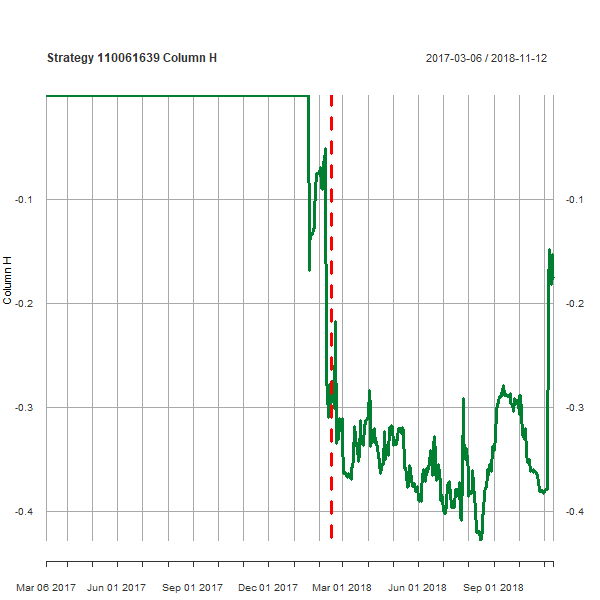 Strategy 110061639 Column H
2017-03-06 / 2018-11-12
Column H
-0.1
-0.1
-0.2
-0.2
-0.3
-0.3
-0.4
-0.4
Mar 06 2017
Jun 01 2017
Sep 01 2017
Dec 01 2017
Mar 01 2018
Jun 01 2018
Sep 01 2018